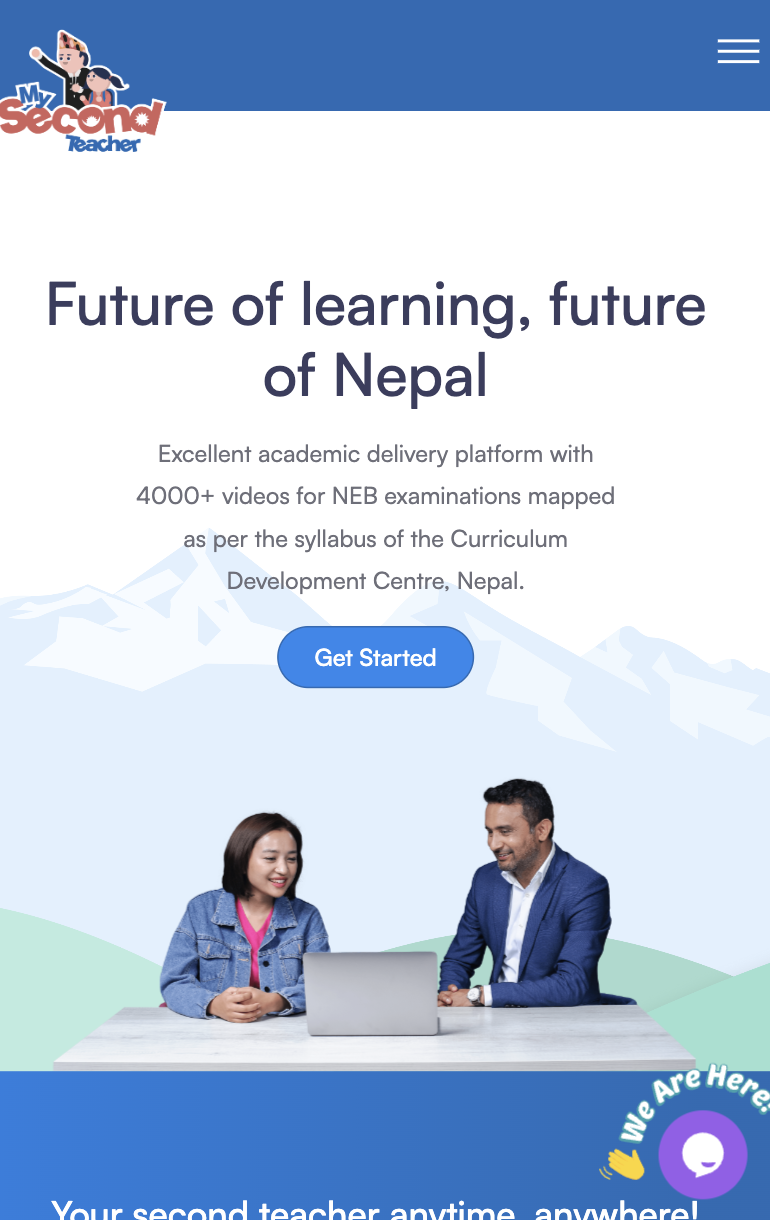 My
Second
Teacher
Future of learning, future
of Nepal
Excellent academic delivery platform with
4000+ videos for NEB examinations mapped
as per the syllabus of the Curriculum
Development Centre, Nepal.
Get Started
We Are Here!
Your second teacher anytime, anywhere!